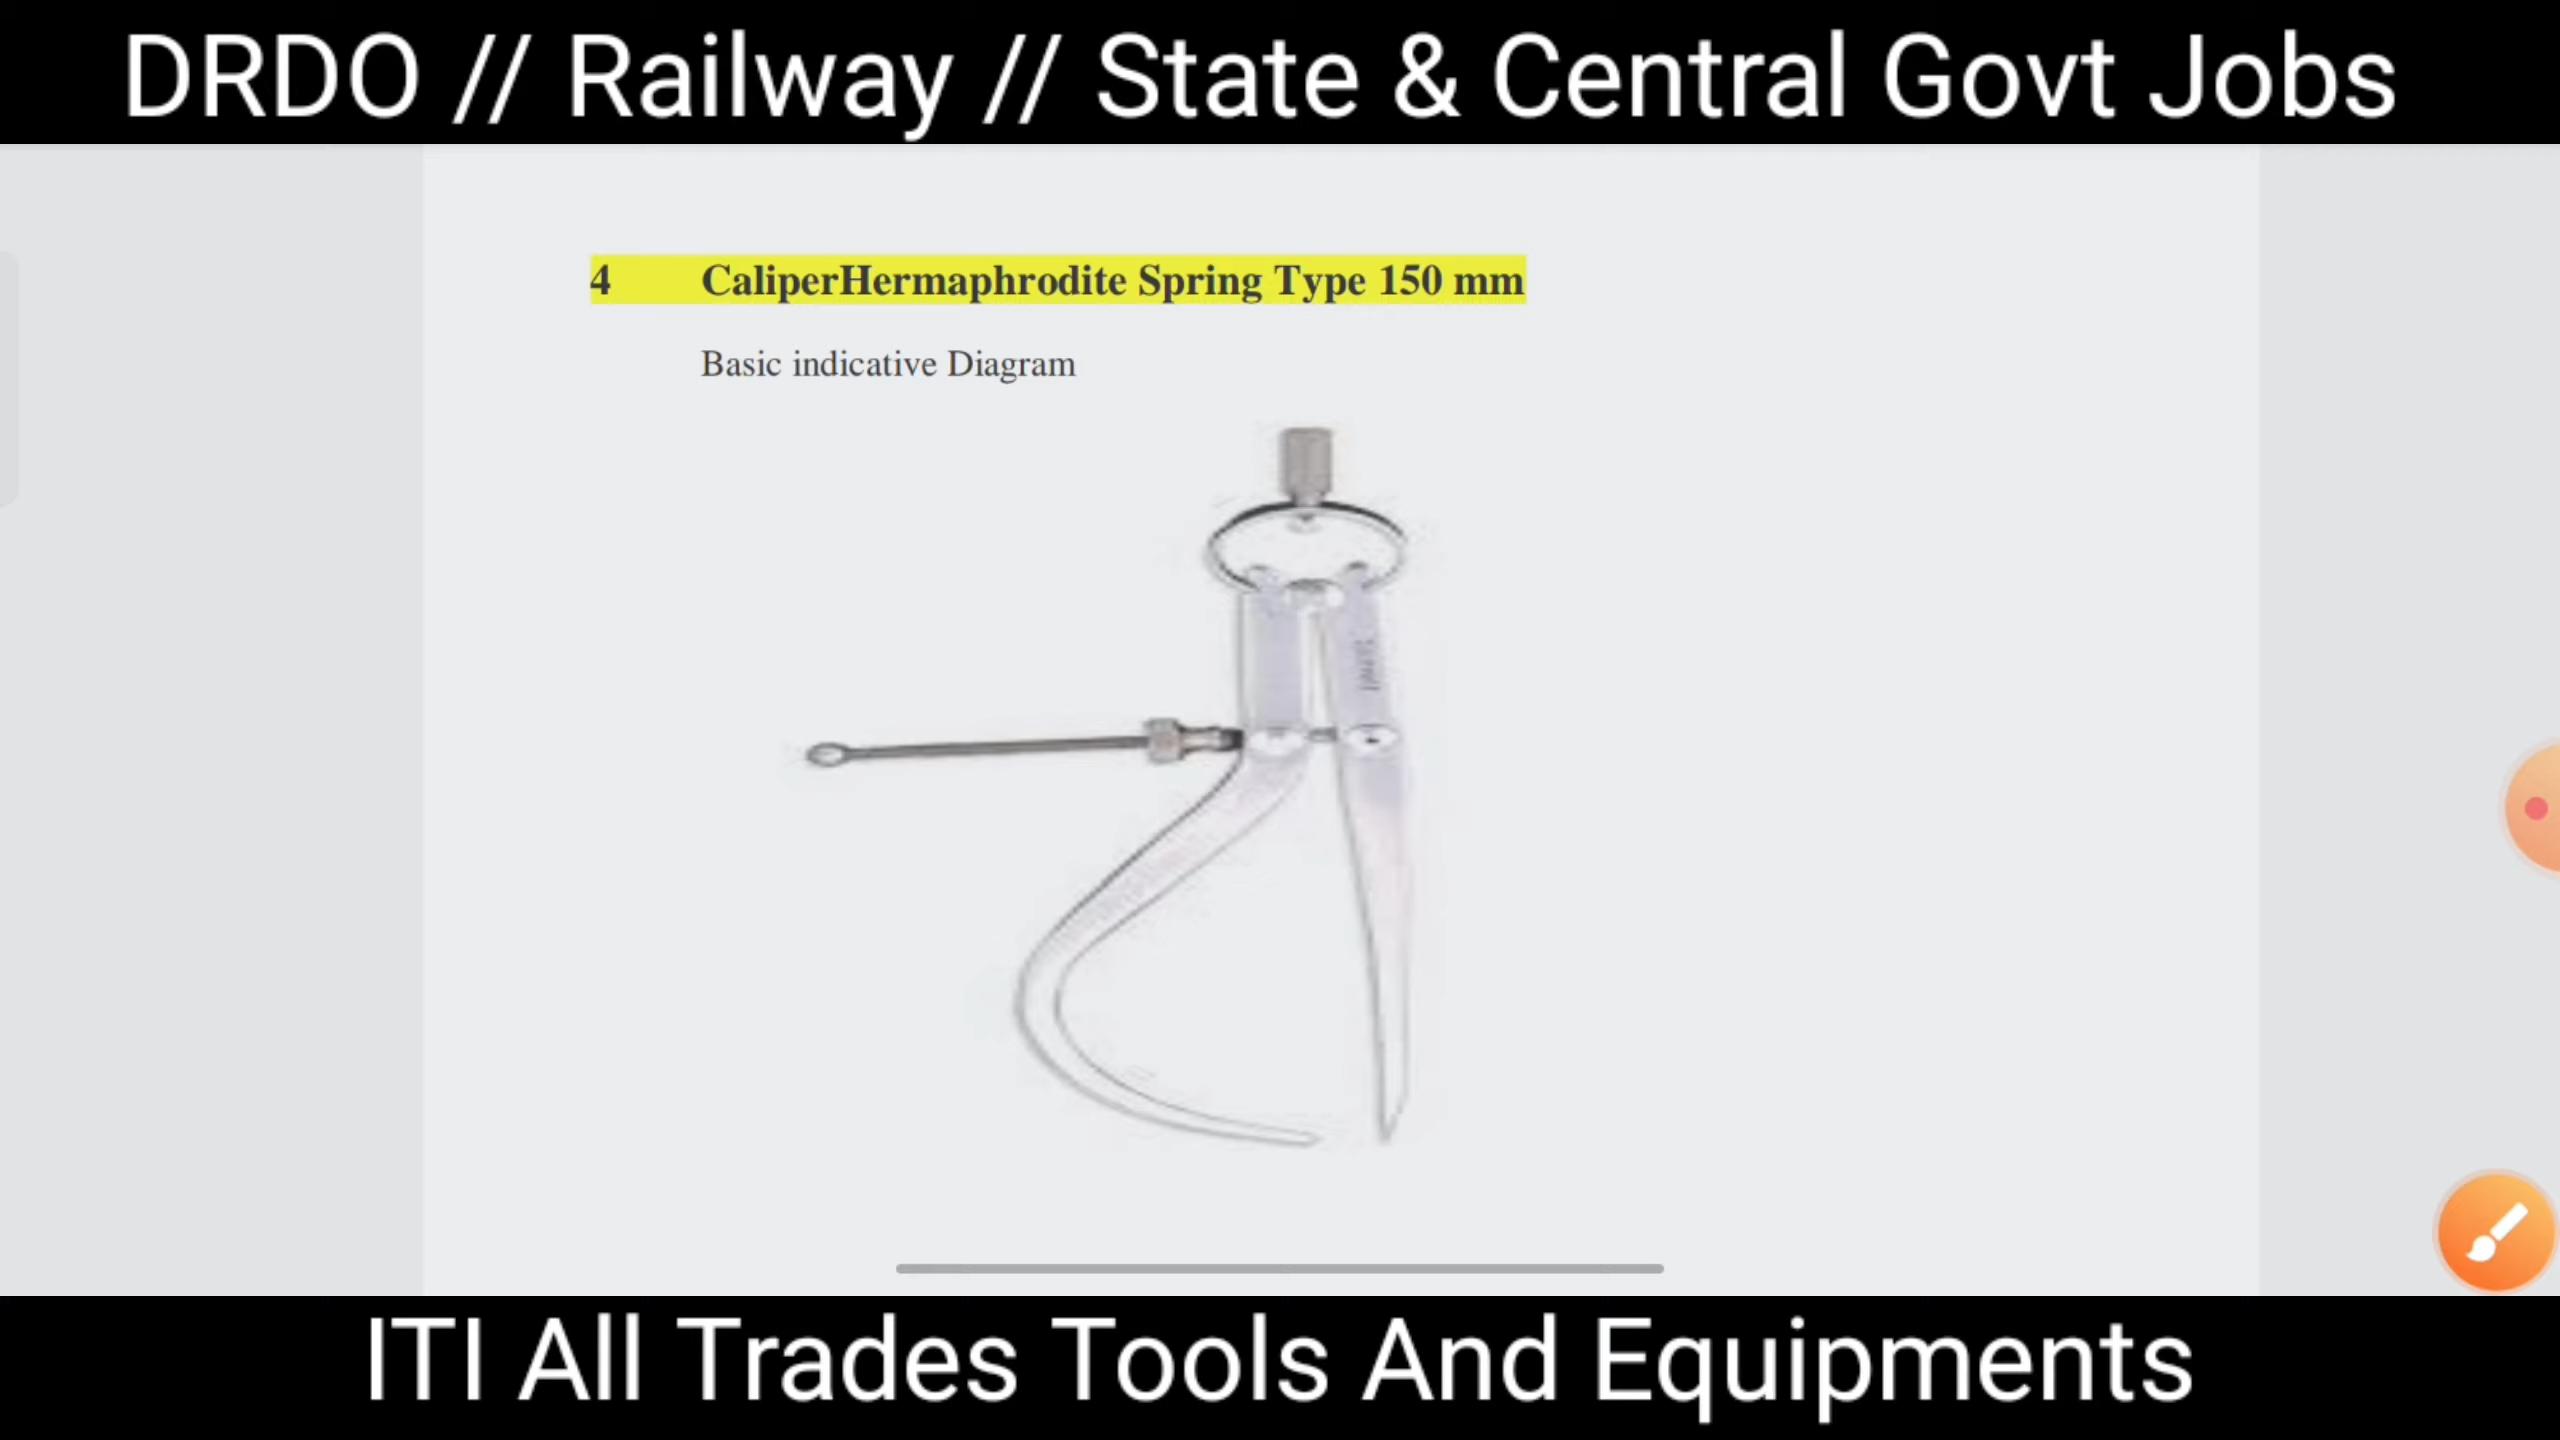 DRDO // Railway // State & Central Govt Jobs
4 CaliperHermaphrodite Spring Type 150 mm
Basic indicative Diagram
ITI All Trades Tools And Equipments